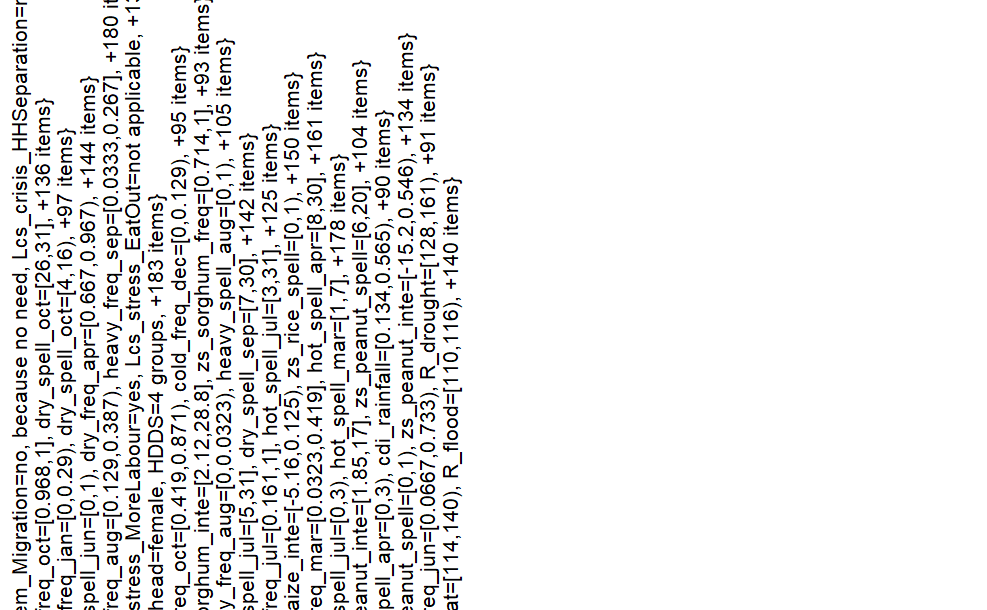 em_Migration=no, because no need, Lcs_crisis_HHSeparation=
freq_oct=[0.968,1], dry_spell_oct=[26,31], +136 items}
freq_jan=[0,0.29), dry_spell_oct=[4,16), +97 items}
spell_jun=[0,1), dry_freq_apr=[0.667,0.967), +144 items}
freq_aug=[0.129,0.387), heavy_freq_sep=[0.0333,0.267], +180 it
stress_MoreLabour=yes, Lcs_stress_EatOut=not applicable, +13
head=female, HDDS=4 groups, +183 items}
req_oct=[0.419,0.871), cold_freq_dec=[0,0.129), +95 items}
orghum_inte=[2.12,28.8], zs_sorghum_freq=[0.714,1], +93 items}
y_freq_aug=[0,0.0323), heavy_spell_aug=[0,1), +105 items}
spell_jul=[5,31], dry_spell_sep=[7,30], +142 items}
freq_jul=[0.161,1], hot_spell_jul=[3,31], +125 items}
aize_inte=[-5.16,0.125), zs_rice_spell=[0,1), +150 items}
req_mar=[0.0323,0.419], hot_spell_apr=[8,30], +161 items}
spell_jul=[0,3), hot_spell_mar=[1,7], +178 items}
eanut_inte=[1.85,17], zs_peanut_spell=[6,20], +104 items}
pell_apr=[0,3), cdi_rainfall=[0.134,0.565), +90 items}
eanut_spell=[0,1), zs_peanut_inte=[-15.2,0.546), +134 items}
req_jun=[0.0667,0.733), R_drought=[128,161), +91 items}
at=[114,140), R_flood=[110,116), +140 items}